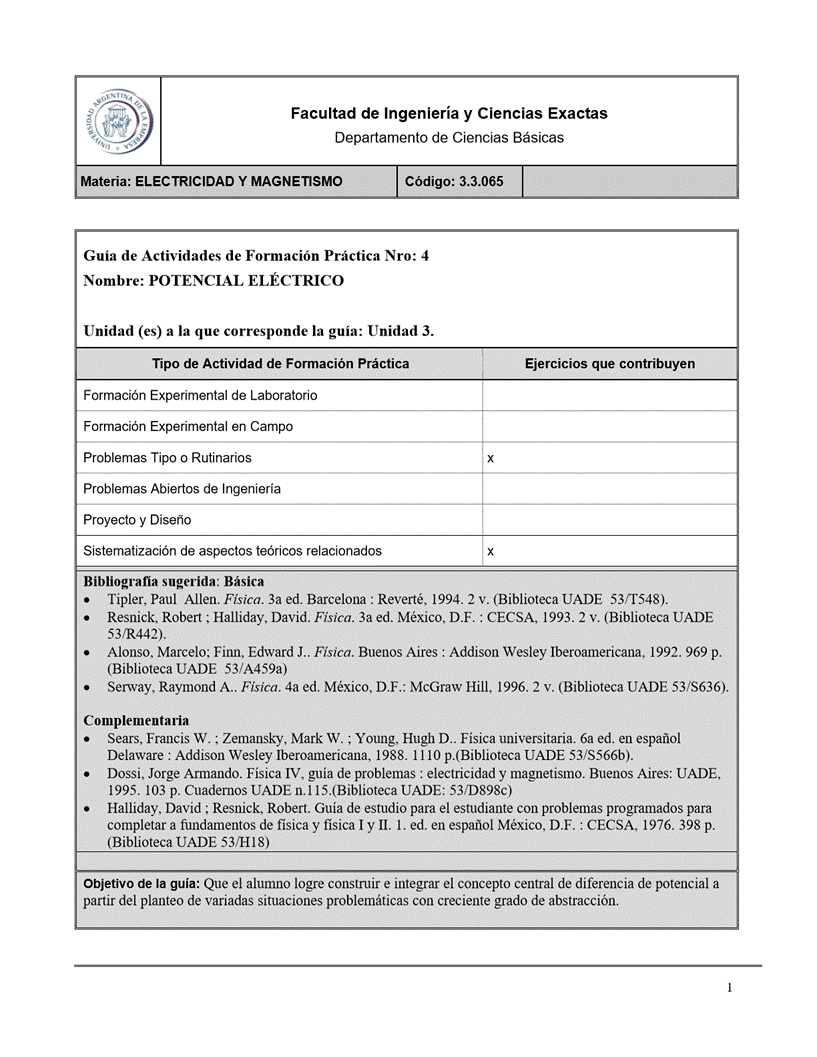 UNIVERSIDAD ARGENTINA DE LA EMPRESA
Facultad de Ingeniería y Ciencias Exactas
Departamento de Ciencias Básicas
Materia: ELECTRICIDAD Y MAGNETISMO
Código: 3.3.065
Guía de Actividades de Formación Práctica Nro: 4
Nombre: POTENCIAL ELÉCTRICO
Unidad (es) a la que corresponde la guía: Unidad 3.
Tipo de Actividad de Formación Práctica
Ejercicios que contribuyen
Formación Experimental de Laboratorio
Formación Experimental en Campo
Problemas Tipo o Rutinarios
x
Problemas Abiertos de Ingeniería
Proyecto y Diseño
Sistematización de aspectos teóricos relacionados
x
Bibliografía sugerida: Básica
• Tipler, Paul Allen. Física. 3a ed. Barcelona : Reverté, 1994. 2 v. (Biblioteca UADE 53/T548).
• Resnick, Robert ; Halliday, David. Física. 3a ed. México, D.F. : CECSA, 1993. 2 v. (Biblioteca UADE
53/R442).
• Alonso, Marcelo; Finn, Edward J.. Física. Buenos Aires : Addison Wesley Iberoamericana, 1992. 969 p.
(Biblioteca UADE 53/A459a)
• Serway, Raymond A.. Física. 4a ed. México, D.F.: McGraw Hill, 1996. 2 v. (Biblioteca UADE 53/S636).
Complementaria
• Sears, Francis W. ; Zemansky, Mark W. ; Young, Hugh D.. Física universitaria. 6a ed. en español
Delaware : Addison Wesley Iberoamericana, 1988. 1110 p.(Biblioteca UADE 53/S566b).
• Dossi, Jorge Armando. Física IV, guía de problemas : electricidad y magnetismo. Buenos Aires: UADE,
1995. 103 p. Cuadernos UADE n.115.(Biblioteca UADE: 53/D898c)
• Halliday, David ; Resnick, Robert. Guía de estudio para el estudiante con problemas programados para
completar a fundamentos de física y física I y II. 1. ed. en español México, D.F. : CECSA, 1976. 398 p.
(Biblioteca UADE 53/H18)
Objetivo de la guía: Que el alumno logre construir e integrar el concepto central de diferencia de potencial a
partir del planteo de variadas situaciones problemáticas con creciente grado de abstracción.
1